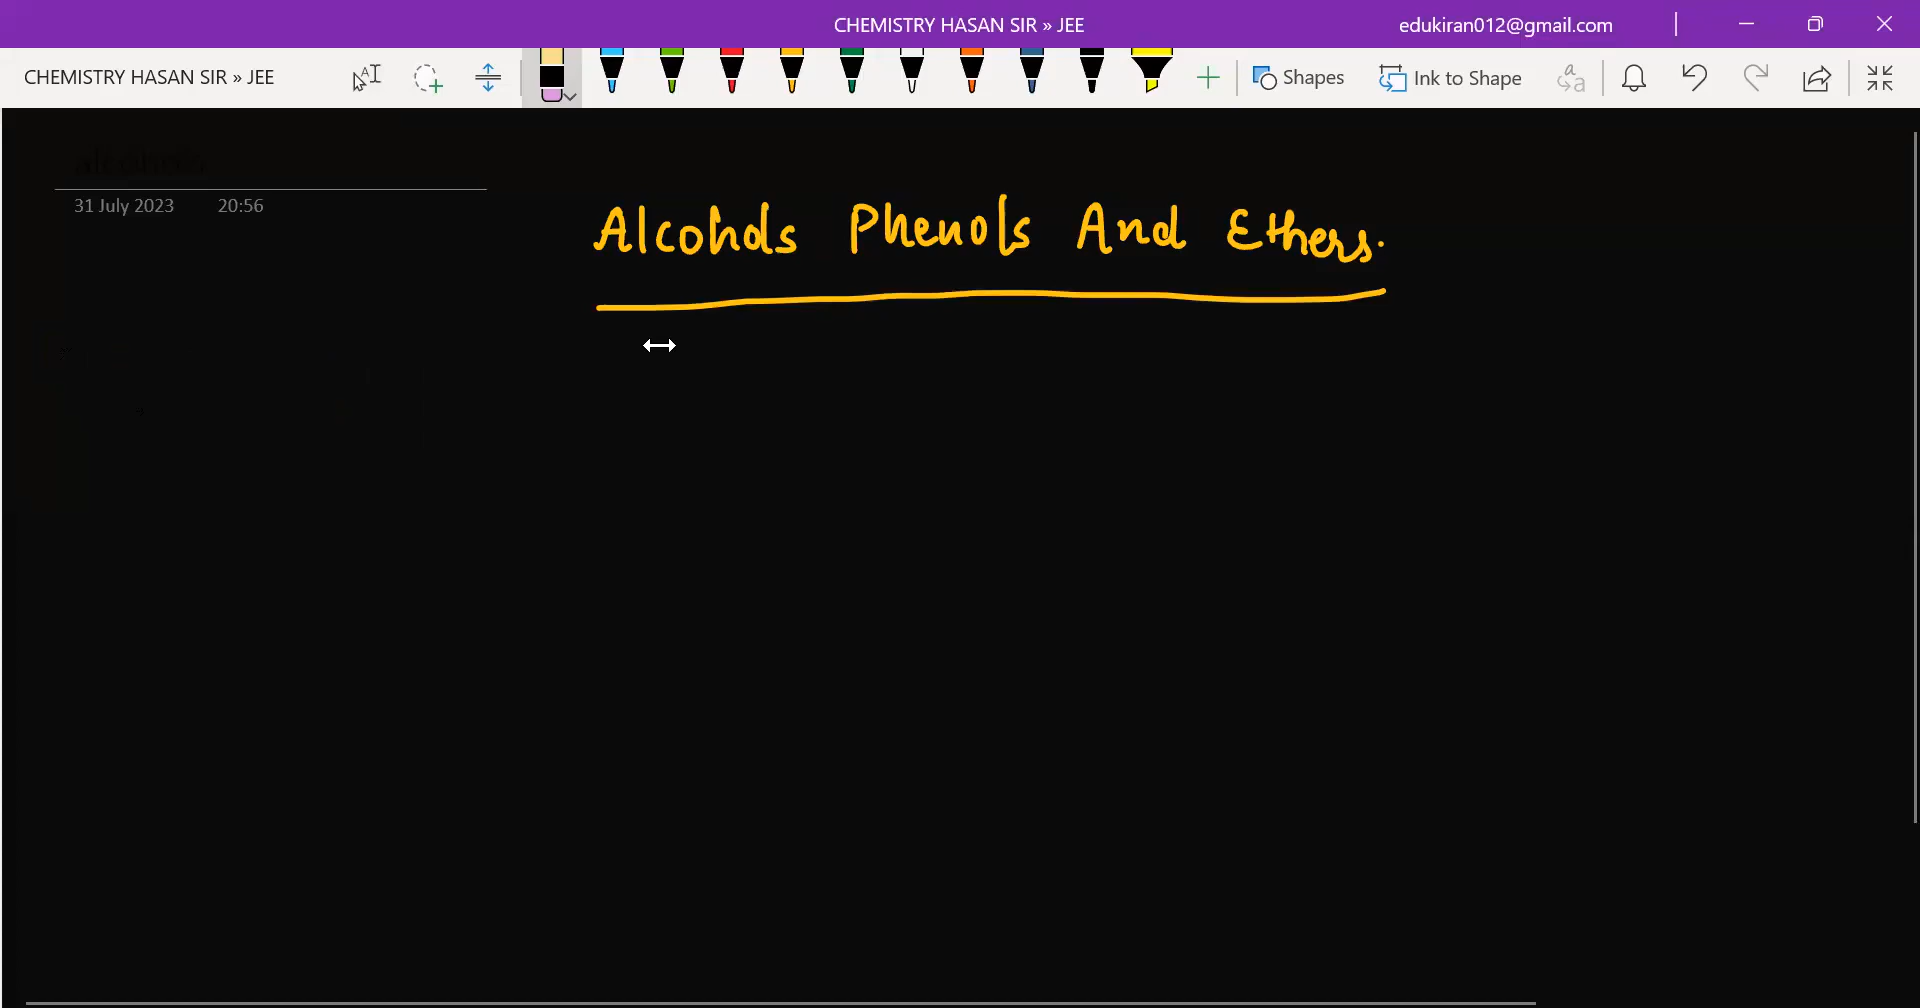 CHEMISTRY HASAN SIR » JEE
edukiran012@gmail.com
CHEMISTRY HASAN SIR » JEE
Shapes
Ink to Shape
31 July 2023 20:56
Alcohols Phenols And Ethers.